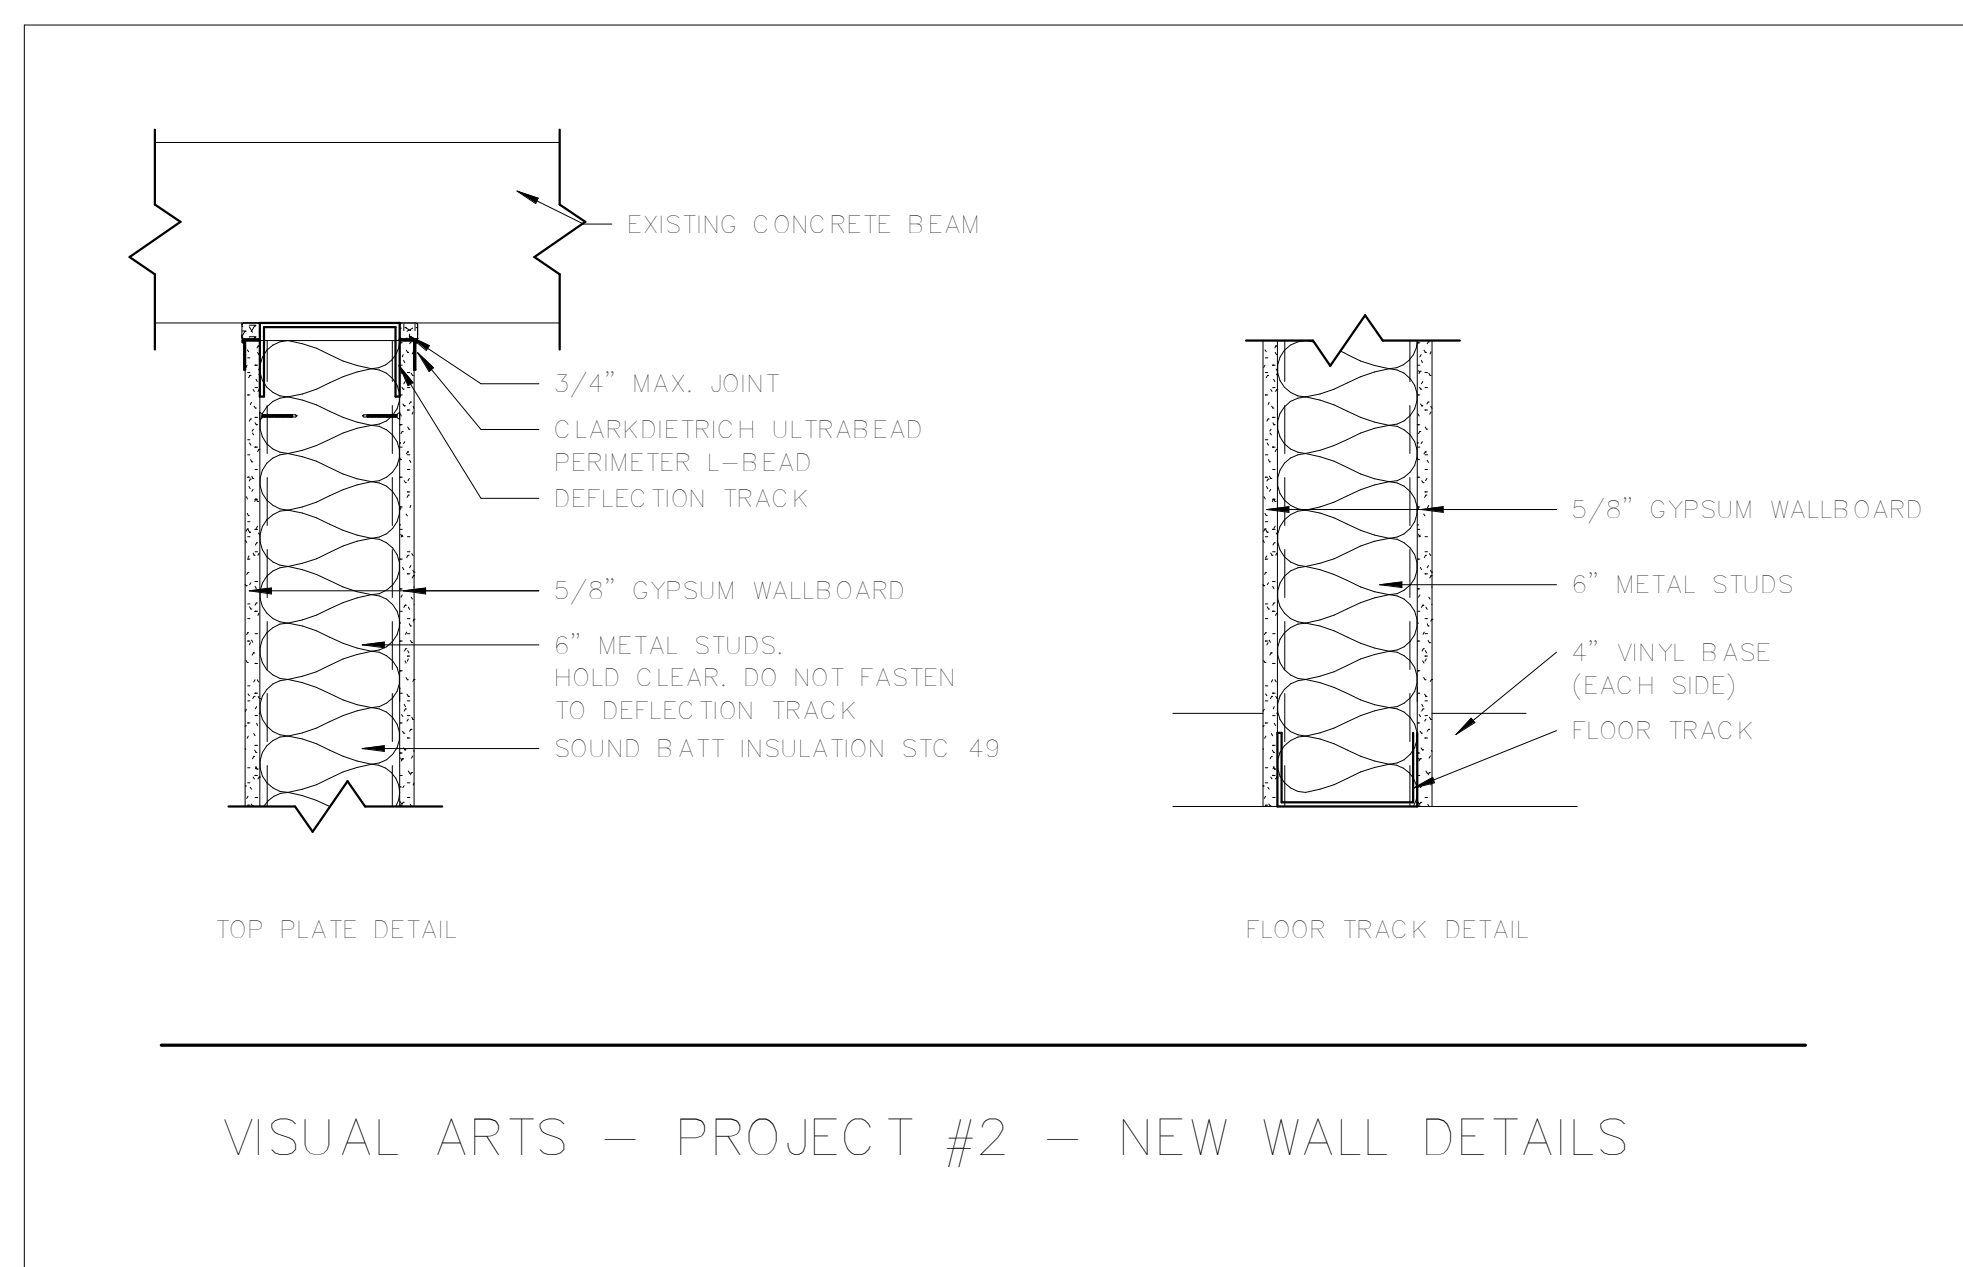 EXISTING CONCRETE BEAM
3/4” MAX. JOINT
CLARKDIETRICH ULTRABEAD
PERIMETER L-BEAD
DEFLECTION TRACK
5/8” GYPSUM WALLBOARD
6” METAL STUDS.
HOLD CLEAR. DO NOT FASTEN
TO DEFLECTION TRACK
SOUND BATT INSULATION STC 49
TOP PLATE DETAIL
5/8” GYPSUM WALLBOARD
6” METAL STUDS
4” VINYL BASE
(EACH SIDE)
FLOOR TRACK
FLOOR TRACK DETAIL
VISUAL ARTS – PROJECT #2 – NEW WALL DETAILS